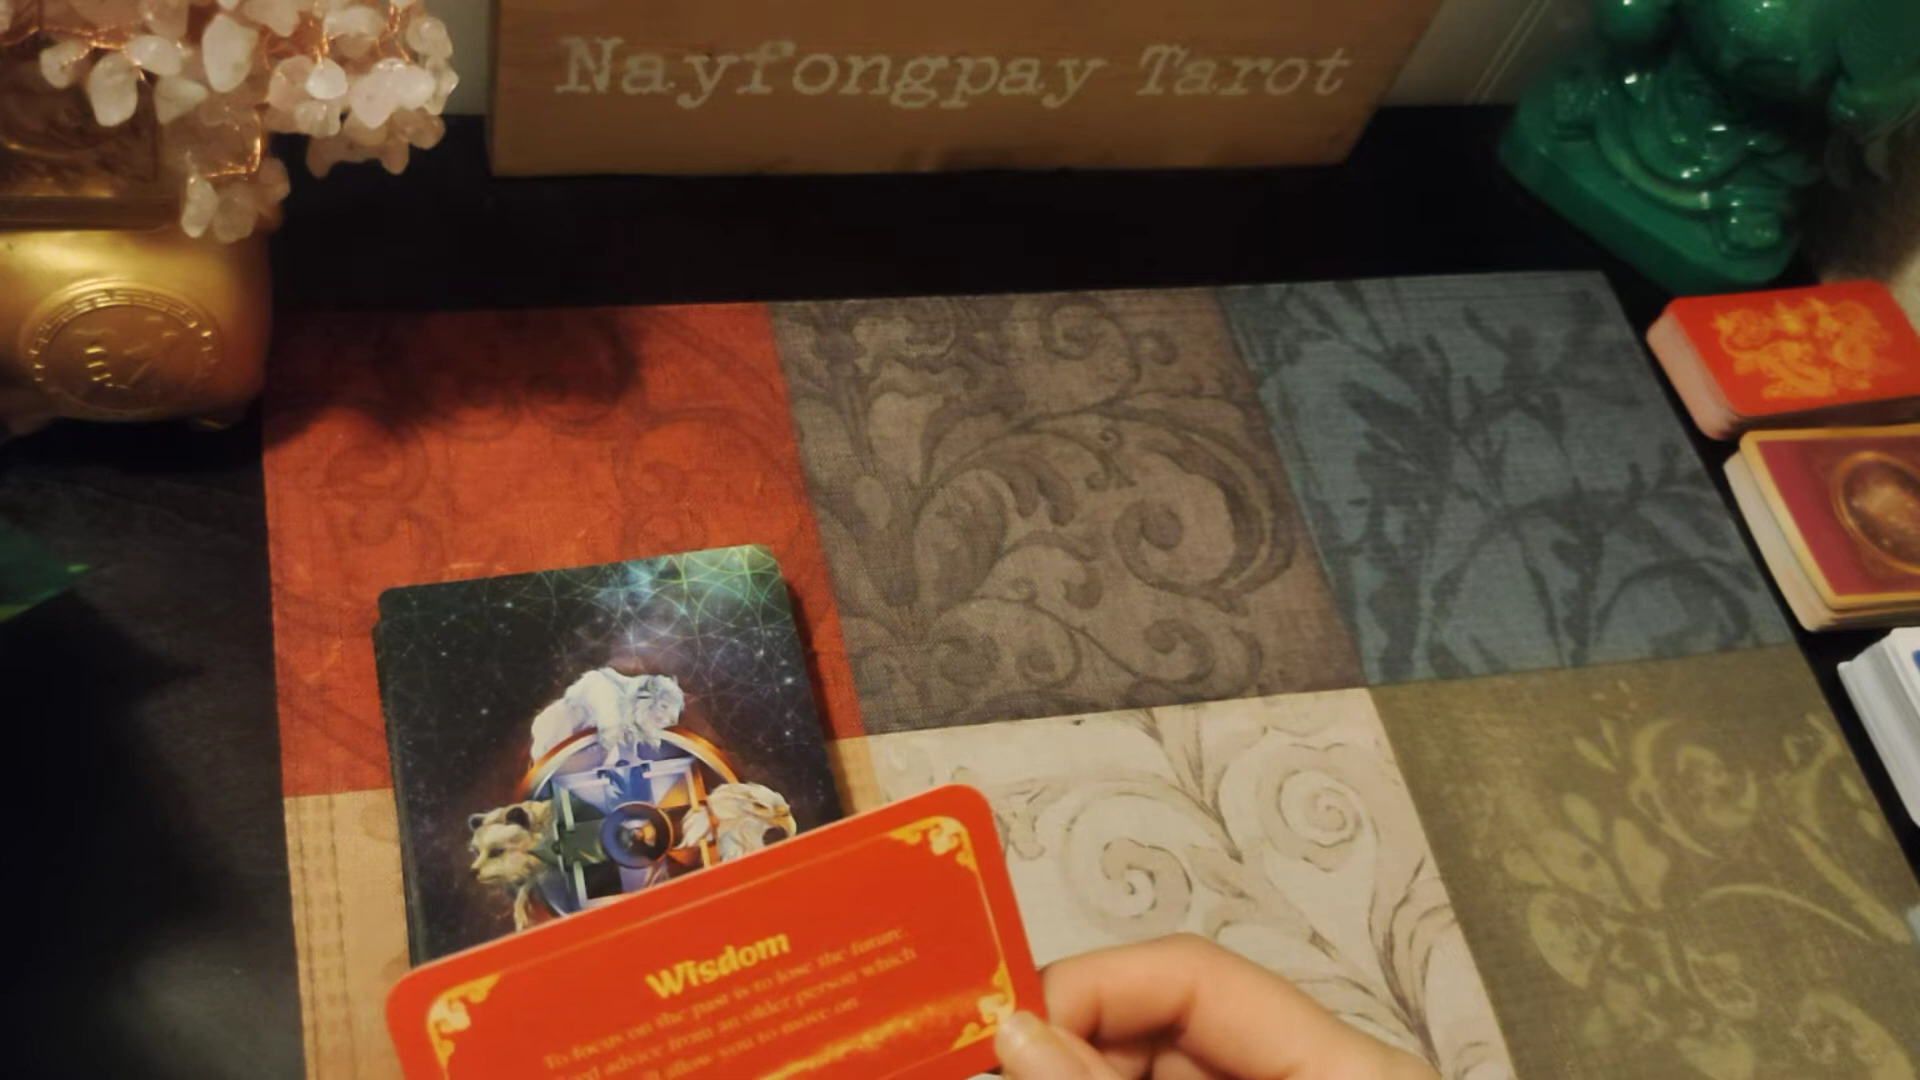 Nayfongpay Tarot
Wisdom
To focus on the past is to lose the future.
advice from an older person which
allow you to move on